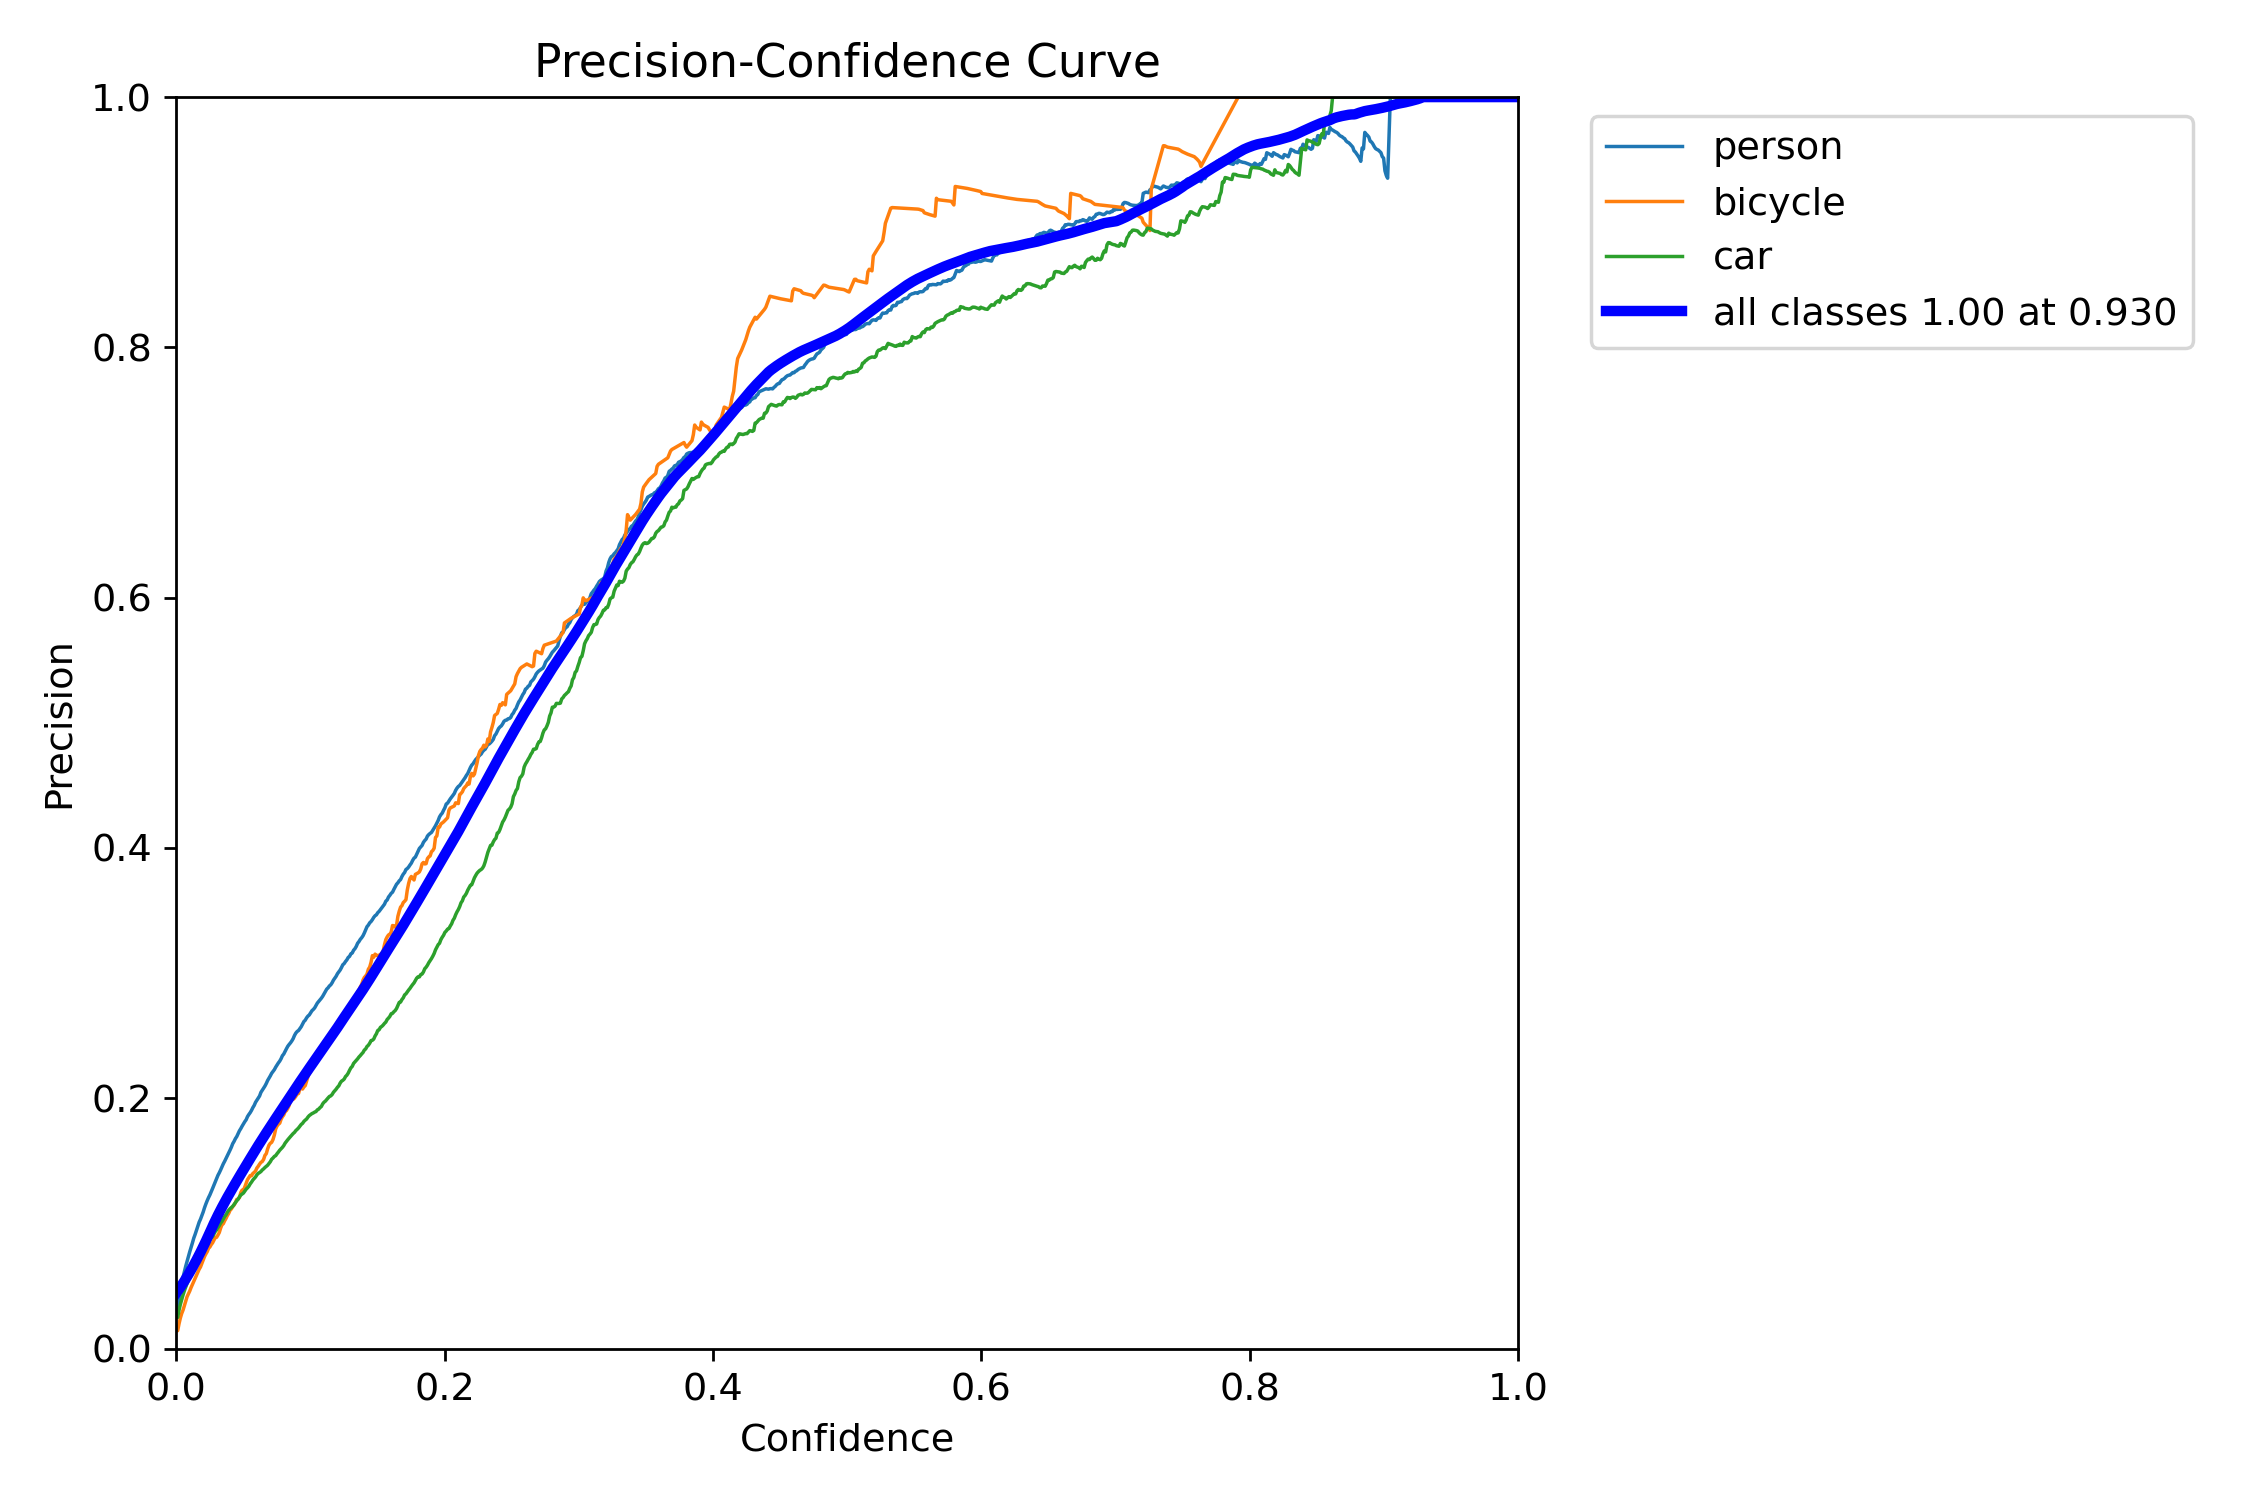 Precision-Confidence Curve
1.0
0.8
0.6
0.4
0.2
0.0
Precision
0.0 0.2 0.4 0.6 0.8 1.0
Confidence
person
bicycle
car
all classes 1.00 at 0.930